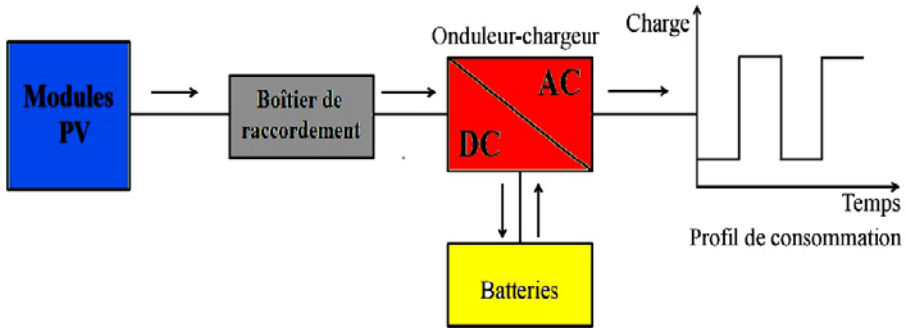 Modules
PV
Boîtier de
raccordement
Onduleur-chargeur
AC
DC
Batteries
Charge
Temps
Profil de consommation